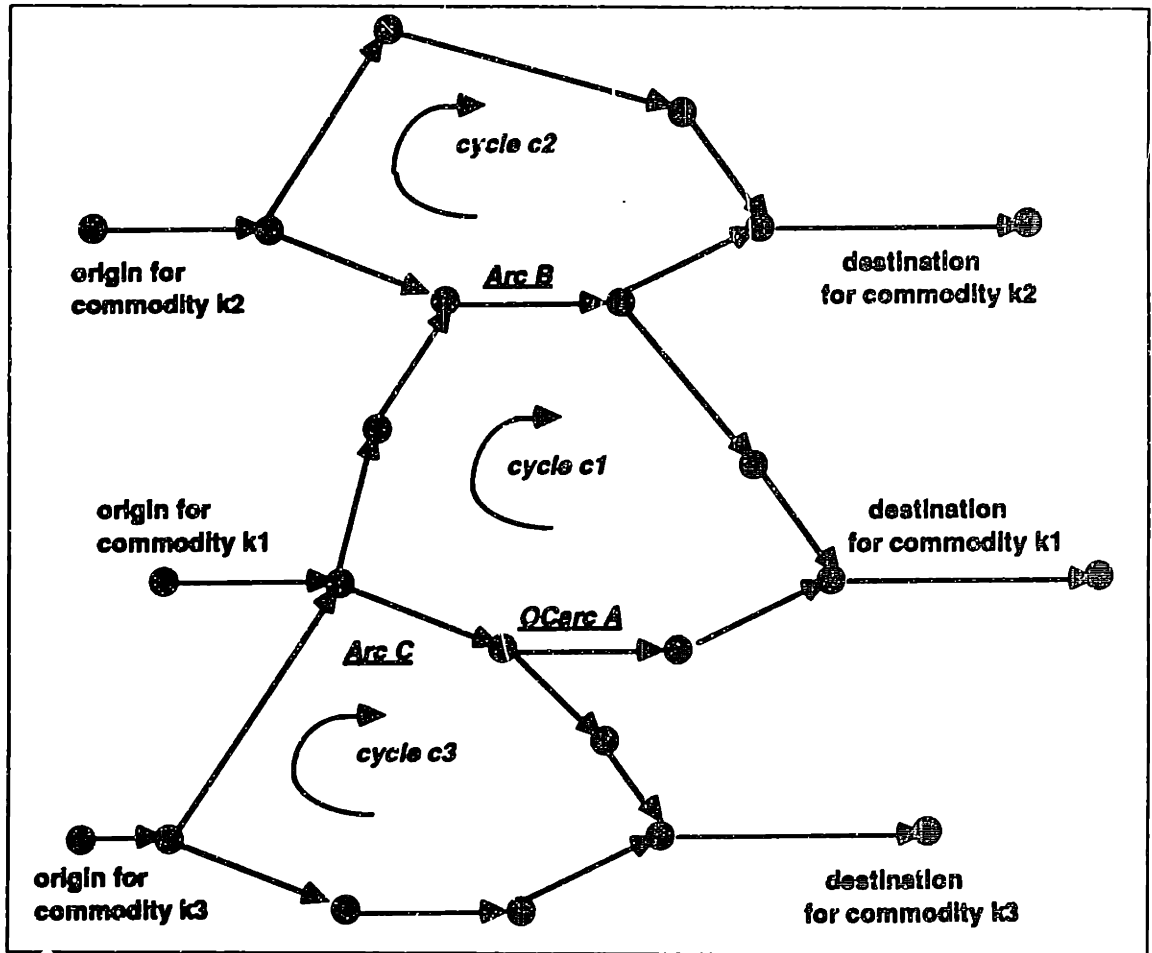 cycle c2
origin for
commodity k2
Arc B
destination
for commodity k2
cycle c1
origin for
commodity k1
destination
for commodity k1
OCarc A
Arc C
cycle c3
origin for
commodity k3
destination
for commodity k3